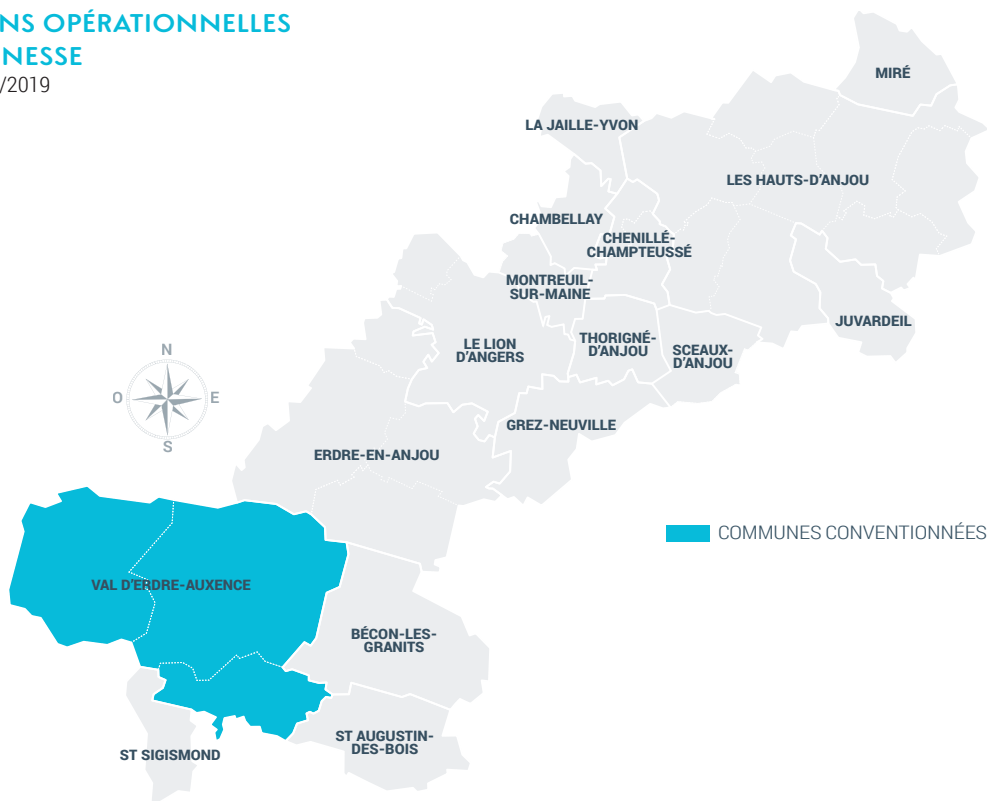 NS OPÉRATIONNELLES
NESSE
/2019
MIRÉ
LA JAILLE-YVON
LES HAUTS-D'ANJOU
CHAMBELLAY
CHENILLÉ-
CHAMPTEUSSÉ
MONTREUIL-
SUR-MAINE
JUVARDEIL
LE LION
D'ANGERS
THORIGNÉ-
D'ANJOU
SCEAUX-
D'ANJOU
N
O
E
S
GREZ-NEUVILLE
ERDRE-EN-ANJOU
COMMUNES CONVENTIONNÉES
VAL D'ERDRE-AUXENCE
BÉCON-LES-
GRANITS
ST AUGUSTIN-
DES-BOIS
ST SIGISMOND